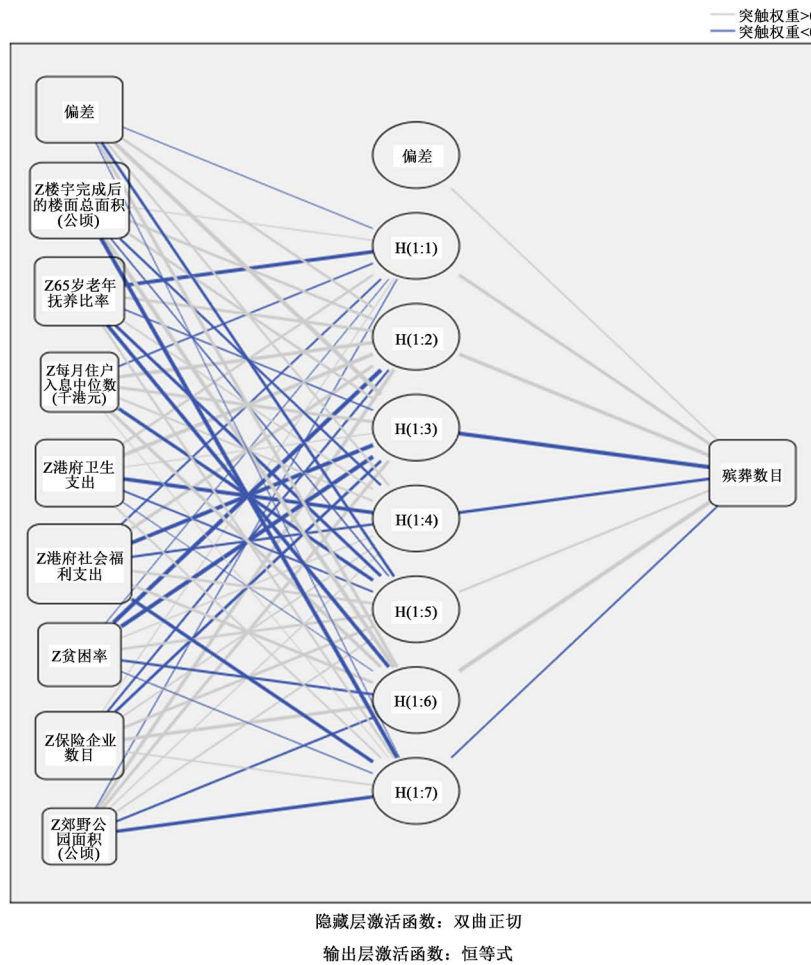 突触权重>0
突触权重<0
偏差
Z楼宇完成后
的楼面总面积
(公顷)
Z65岁老年
抚养比率
Z每月住户
入息中位数
(千港元)
Z港府卫生
支出
Z港府社会福
利支出
Z贫困率
Z保险企业
数目
Z郊野公
园面积
(公顷)
偏差
H(1:1)
H(1:2)
H(1:3)
H(1:4)
H(1:5)
H(1:6)
H(1:7)
殡葬数目
隐藏层激活函数：双曲正切
输出层激活函数：恒等式